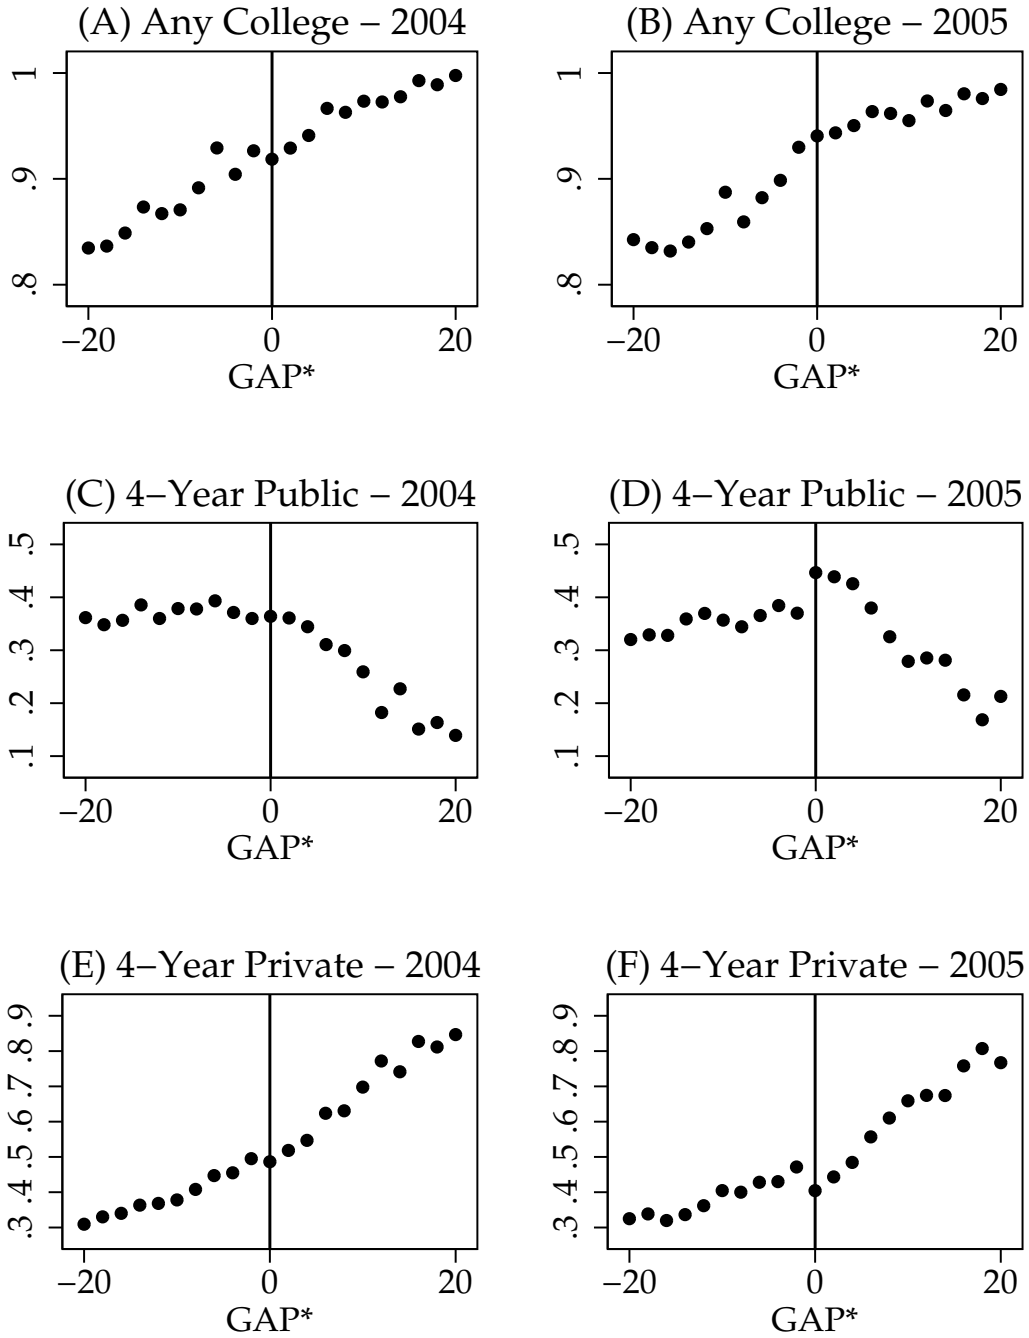 (A) Any College – 2004
1
.9
.8
−20 0 20
GAP*
(B) Any College – 2005
1
.9
.8
−20 0 20
GAP*
(C) 4−Year Public – 2004
.5
.4
.3
.2
.1
−20 0 20
GAP*
(D) 4−Year Public – 2005
.5
.4
.3
.2
.1
−20 0 20
GAP*
(E) 4−Year Private – 2004
.9
.8
.7
.6
.5
.4
.3
−20 0 20
GAP*
(F) 4−Year Private – 2005
.9
.8
.7
.6
.5
.4
.3
−20 0 20
GAP*